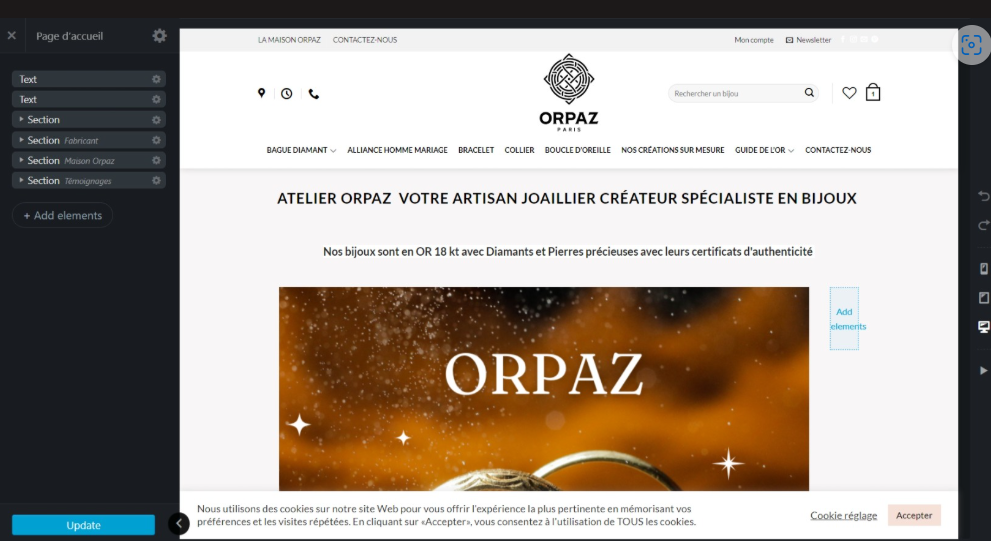 Page d'accueil
Text
Text
Section
Section Fabricant
Section Maison Orpaz
Section Témoignages
+ Add elements
Update
LA MAISON ORPAZ CONTACTEZ-NOUS
Mon compte Newsletter
ORPAZ
PARIS
Rechercher un bijou
1
BAGUE DIAMANT ALLIANCE HOMME MARIAGE BRACELET COLLIER BOUCLE D'OREILLE NOS CRÉATIONS SUR MESURE GUIDE DE L'OR CONTACTEZ-NOUS
ATELIER ORPAZ VOTRE ARTISAN JOAILLIER CRÉATEUR SPÉCIALISTE EN BIJOUX
Nos bijoux sont en OR 18 kt avec Diamants et Pierres précieuses avec leurs certificats d'authenticité
ORPAZ
Add
elements
Nous utilisons des cookies sur notre site Web pour vous offrir l'expérience la plus pertinente en mémorisant vos
préférences et les visites répétées. En cliquant sur «Accepter», vous consentez à l'utilisation de TOUS les cookies.
Cookie réglage
Accepter